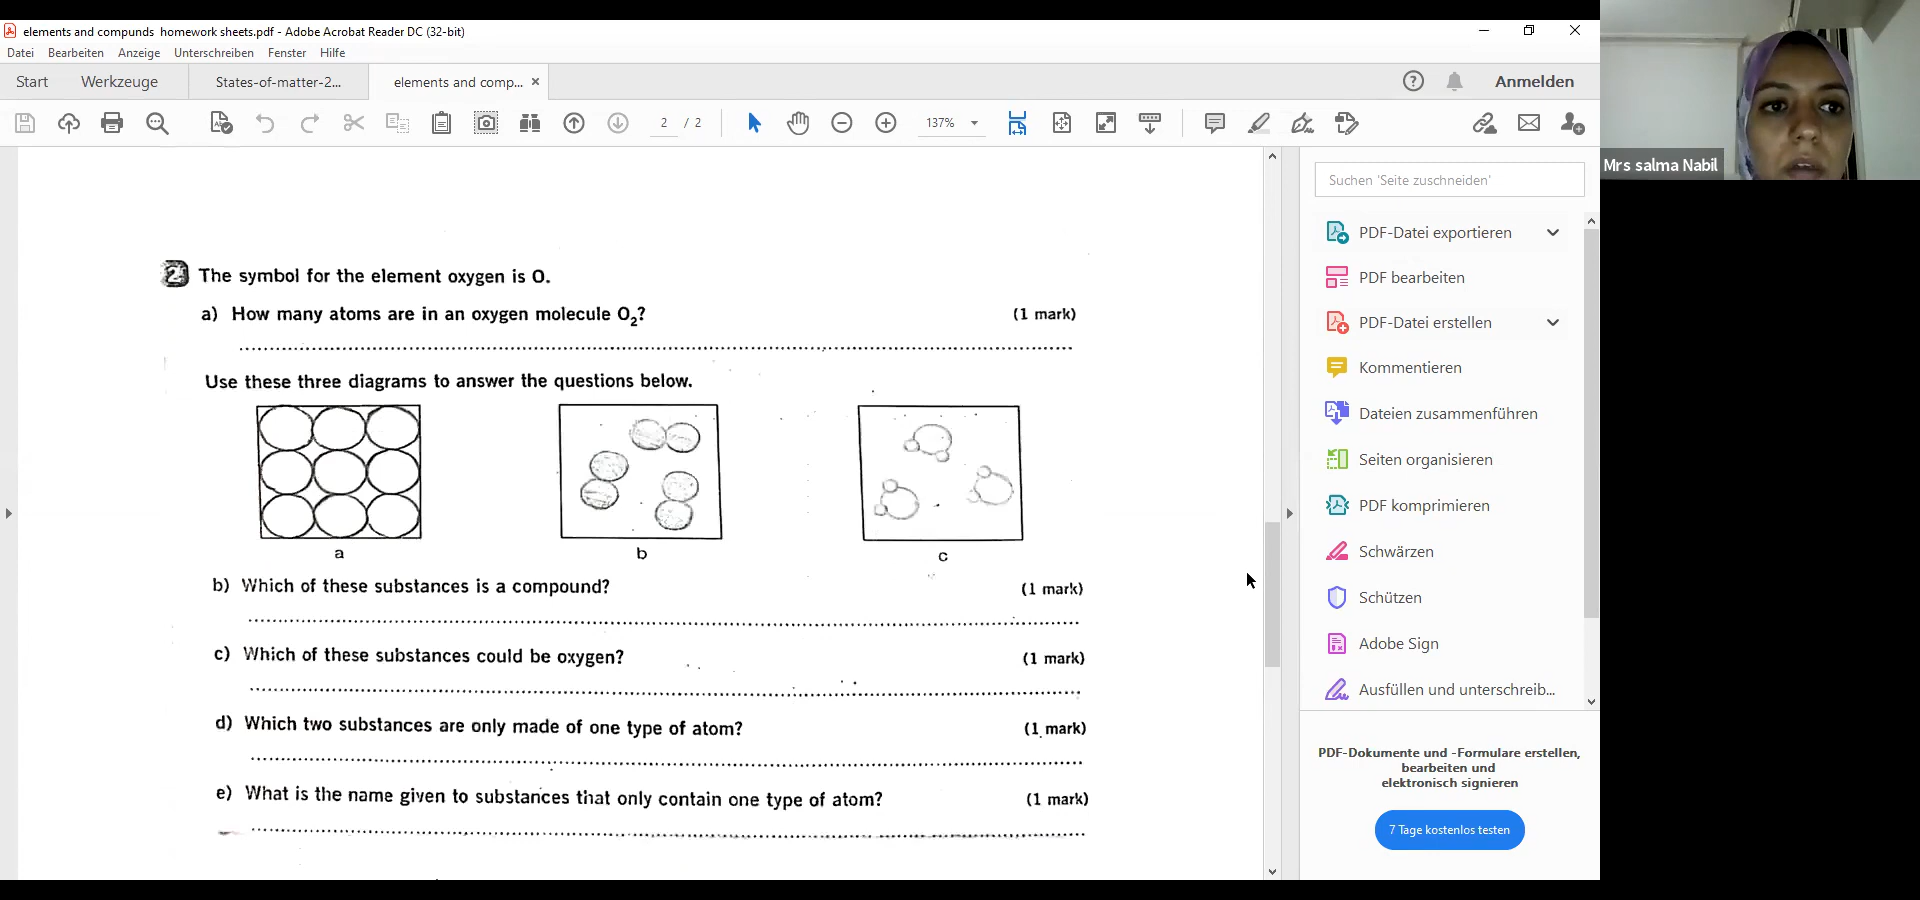 elements and compunds  homework sheets.pdf - Adobe Acrobat Reader DC (32-bit)
Datei Bearbeiten Anzeige Unterschreiben Fenster Hilfe
Start Werkzeuge States-of-matter-2... elements and comp... × Anmelden
2 / 2 137%
Mrs salma Nabil
2 The symbol for the element oxygen is O.
a) How many atoms are in an oxygen molecule O₂? (1 mark)
Use these three diagrams to answer the questions below.
a b c
b) Which of these substances is a compound? (1 mark)
c) Which of these substances could be oxygen? (1 mark)
d) Which two substances are only made of one type of atom? (1 mark)
e) What is the name given to substances that only contain one type of atom? (1 mark)
Suchen 'Seite zuschneiden'
PDF-Datei exportieren
PDF bearbeiten
PDF-Datei erstellen
Kommentieren
Dateien zusammenführen
Seiten organisieren
PDF komprimieren
Schwärzen
Schützen
Adobe Sign
Ausfüllen und unterschreib...
PDF-Dokumente und -Formulare erstellen,
bearbeiten und
elektronisch signieren
7 Tage kostenlos testen